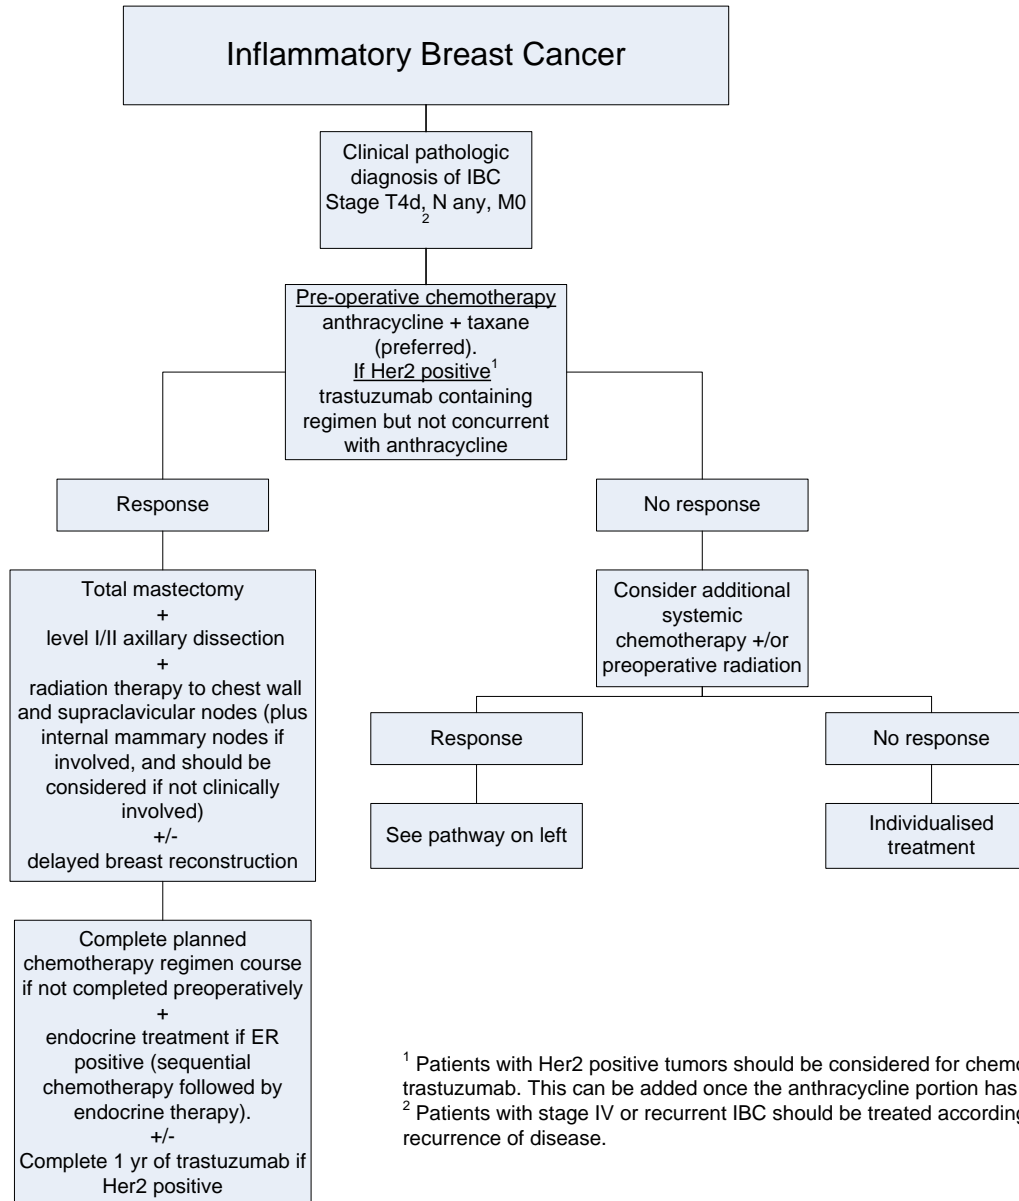 Inflammatory Breast Cancer
Clinical pathologic
diagnosis of IBC
Stage T4d, N any, M0
2
Pre-operative chemotherapy
anthracycline + taxane
(preferred).
If Her2 positive1
trastuzumab containing
regimen but not concurrent
with anthracycline
Response
No response
Total mastectomy
+
level I/II axillary dissection
+
radiation therapy to chest wall
and supraclavicular nodes (plus
internal mammary nodes if
involved, and should be
considered if not clinically
involved)
+/-
delayed breast reconstruction
Consider additional
systemic
chemotherapy +/or
preoperative radiation
Response
No response
See pathway on left
Individualised
treatment
Complete planned
chemotherapy regimen course
if not completed preoperatively
+
endocrine treatment if ER
positive (sequential
chemotherapy followed by
endocrine therapy).
+/-
Complete 1 yr of trastuzumab if
Her2 positive
1 Patients with Her2 positive tumors should be considered for chemo
trastuzumab. This can be added once the anthracycline portion has
2 Patients with stage IV or recurrent IBC should be treated according
recurrence of disease.